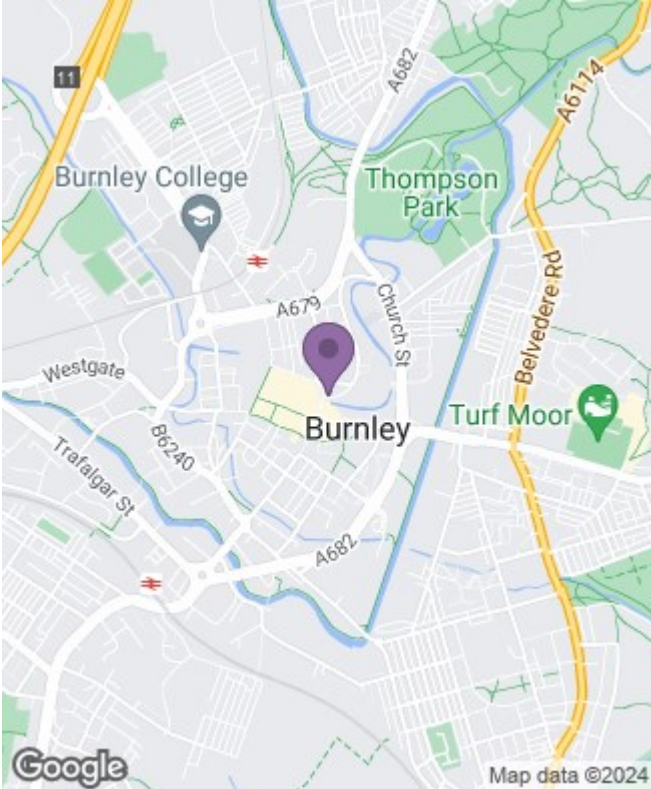 11
A682
A6114
Burnley College
Thompson
Park
A679
Church St
Belvedere Rd
Westgate
Turf Moor
Burnley
B6240
Trafalgar St
A682
Google
Map data ©2024